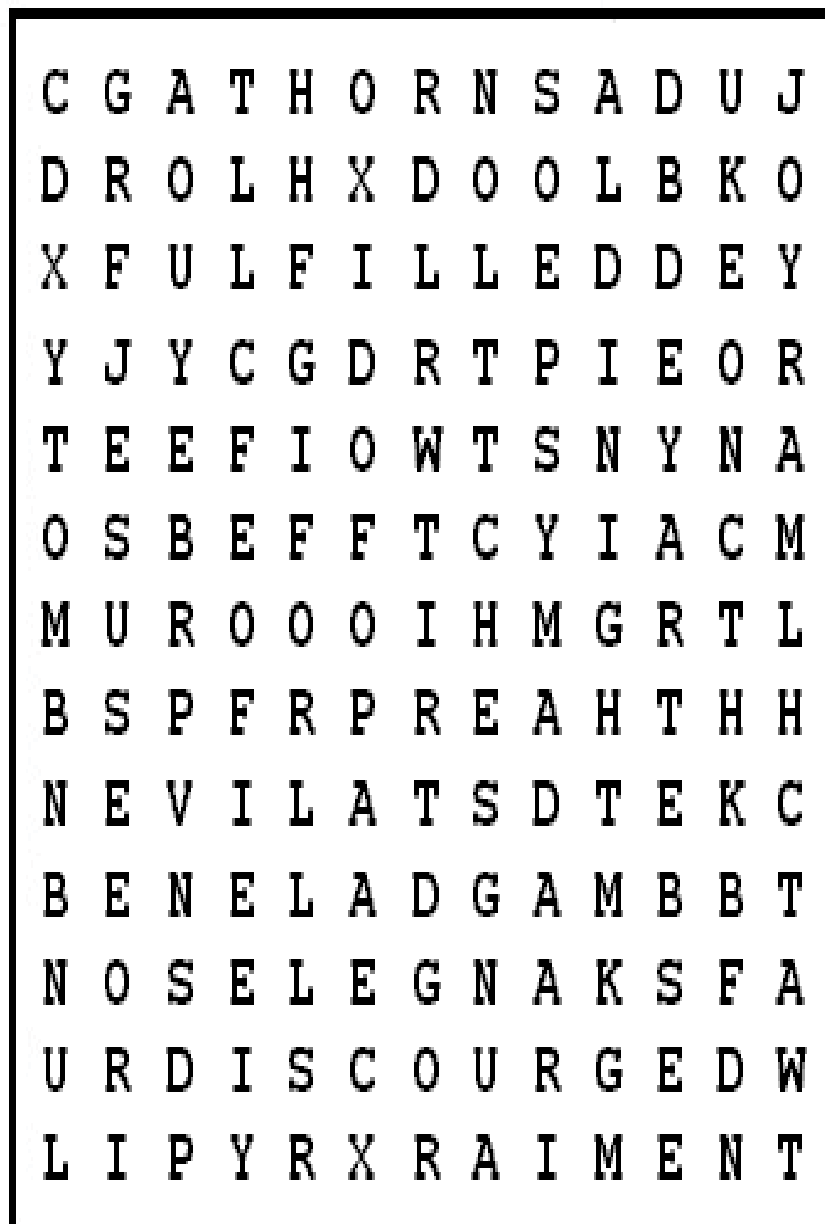 C G A T H O R N S A D U J
D R O L H X D O O L B K O
X F U L F I L L E D D E Y
Y J Y C G D R T P I E O R
T E E F I O W T S N Y N A
O S B E F F T C Y I A C M
M U R O O O I H M G R T L
B S P F R P R E A H T H H
N E V I L A T S D T E K C
B E N E L A D G A M B B T
N O S E L E G N A K S F A
U R D I S C O U R G E D W
L I P Y R X R A I M E N T